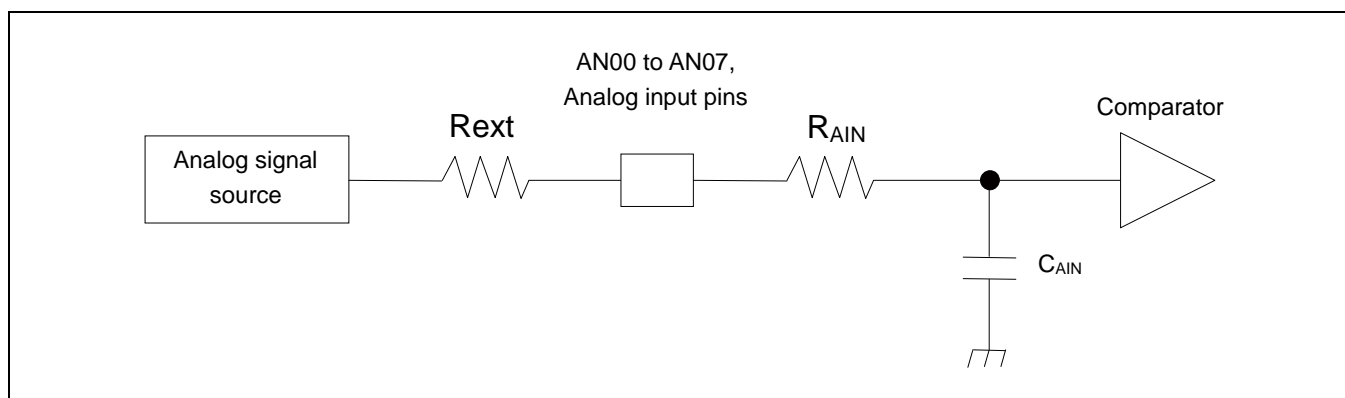 AN00 to AN07,
Analog input pins
Comparator
Rext
RAIN
Analog signal
source
CAIN